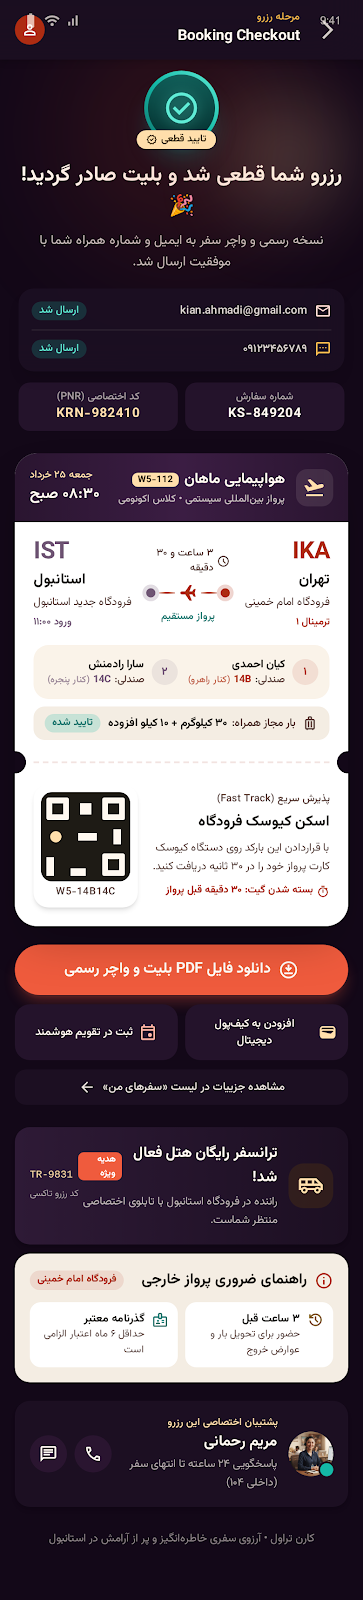 9:41
مرحله رزرو
Booking Checkout
تایید قطعی
رزرو شما قطعی شد و بلیت صادر گردید!
🎉
نسخه رسمی و واچر سفر به ایمیل و شماره همراه شما با
موفقیت ارسال شد.
kian.ahmadi@gmail.com
ارسال شد
۰۹۱۲۳۴۵۶۷۸۹
ارسال شد
شماره سفارش
KS-849204
کد اختصاصی (PNR)
KRN-982410
هواپیمایی ماهان W5-112
پرواز بین‌المللی سیستمی • کلاس اکونومی
جمعه ۲۵ خرداد
۰۸:۳۰ صبح
IKA
تهران
فرودگاه امام خمینی
ترمینال ۱
۳ ساعت و ۳۰
دقیقه
پرواز مستقیم
IST
استانبول
فرودگاه جدید استانبول
ورود ۱۱:۰۰
۱
کیان احمدی
صندلی: 14B (کنار راهرو)
۲
سارا رادمنش
صندلی: 14C (کنار پنجره)
بار مجاز همراه: ۳۰ کیلوگرم + ۱۰ کیلو افزوده
تایید شده
پذیرش سریع (Fast Track)
اسکن کیوسک فرودگاه
با قراردادن این بارکد روی دستگاه کیوسک
کارت پرواز خود را در ۳۰ ثانیه دریافت کنید.
بسته شدن گیت: ۳۰ دقیقه قبل پرواز
W5-14B14C
دانلود فایل PDF بلیت و واچر رسمی
افزودن به کیف‌پول
دیجیتال
ثبت در تقویم هوشمند
مشاهده جزییات در لیست «سفرهای من»
ترانسفر رایگان هتل فعال
شد!
هدیه
ویژه
راننده در فرودگاه استانبول با تابلوی اختصاصی
منتظر شماست.
TR-9831
کد رزرو تاکسی
راهنمای ضروری پرواز خارجی
فرودگاه امام خمینی
۳ ساعت قبل
حضور برای تحویل بار و
عوارض خروج
گذرنامه معتبر
حداقل ۶ ماه اعتبار الزامی
است
پشتیبان اختصاصی این رزرو
مریم رحمانی
پاسخگویی ۲۴ ساعته تا انتهای سفر
(داخلی ۱۰۴)
کارن تراول • آرزوی سفری خاطره‌انگیز و پر از آرامش در استانبول